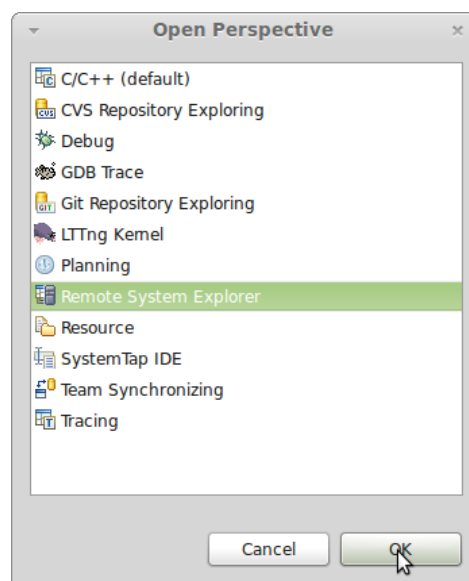 Open Perspective
C/C++ (default)
CVS Repository Exploring
Debug
GDB Trace
Git Repository Exploring
LTTng Kernel
Planning
Remote System Explorer
Resource
SystemTap IDE
Team Synchronizing
Tracing
Cancel
OK